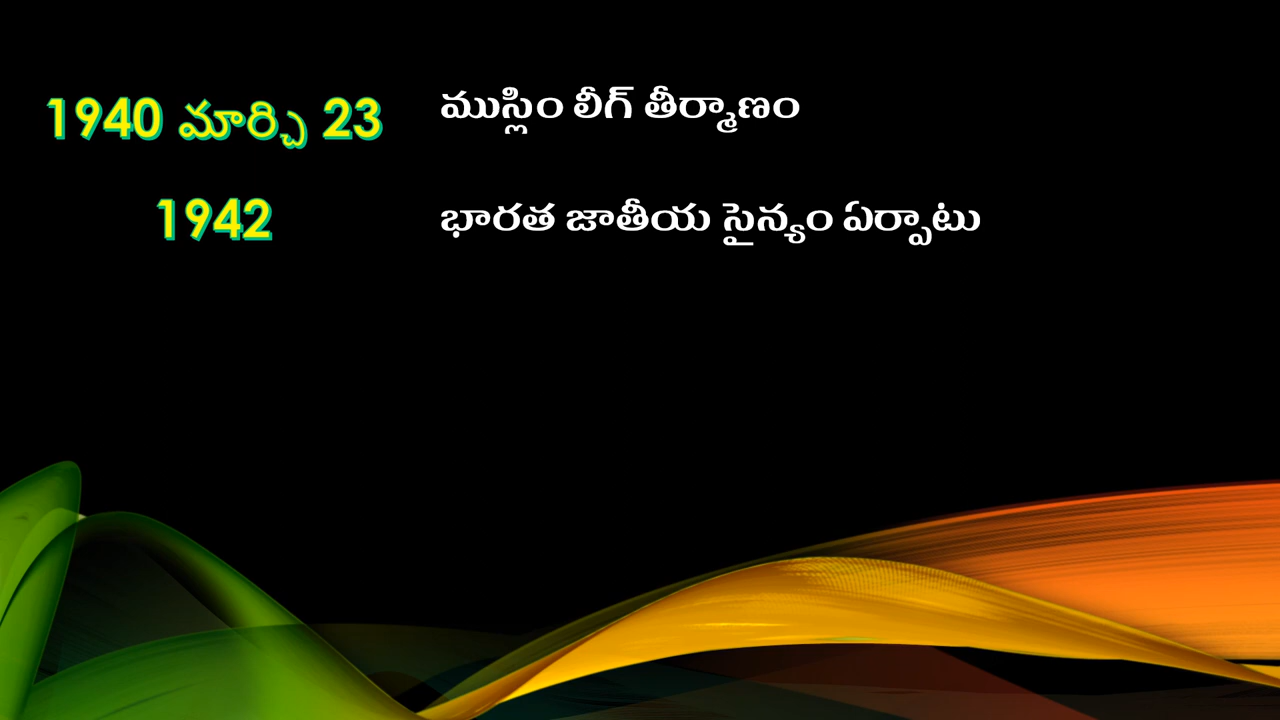 1940 మార్చి 23 ముస్లిం లీగ్ తీర్మాణం
1942 భారత జాతీయ సైన్యం ఏర్పాటు